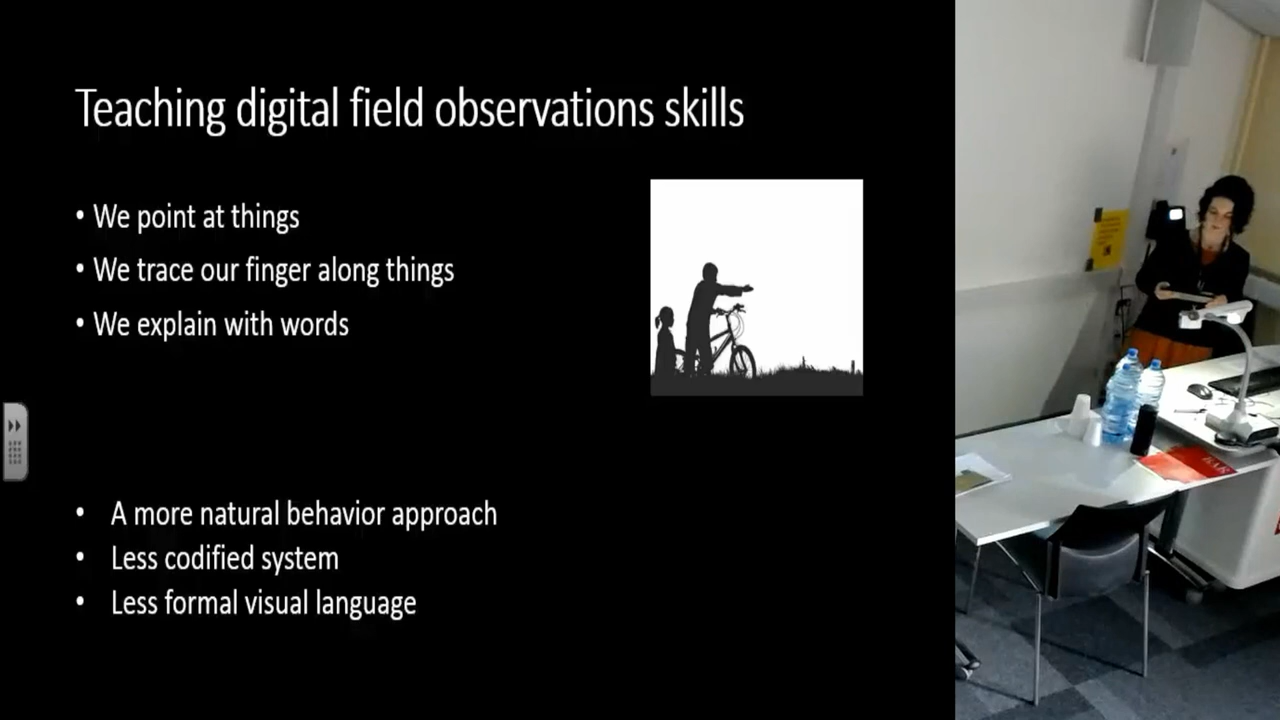 Teaching digital field observations skills
• We point at things
• We trace our finger along things
• We explain with words
• A more natural behavior approach
• Less codified system
• Less formal visual language